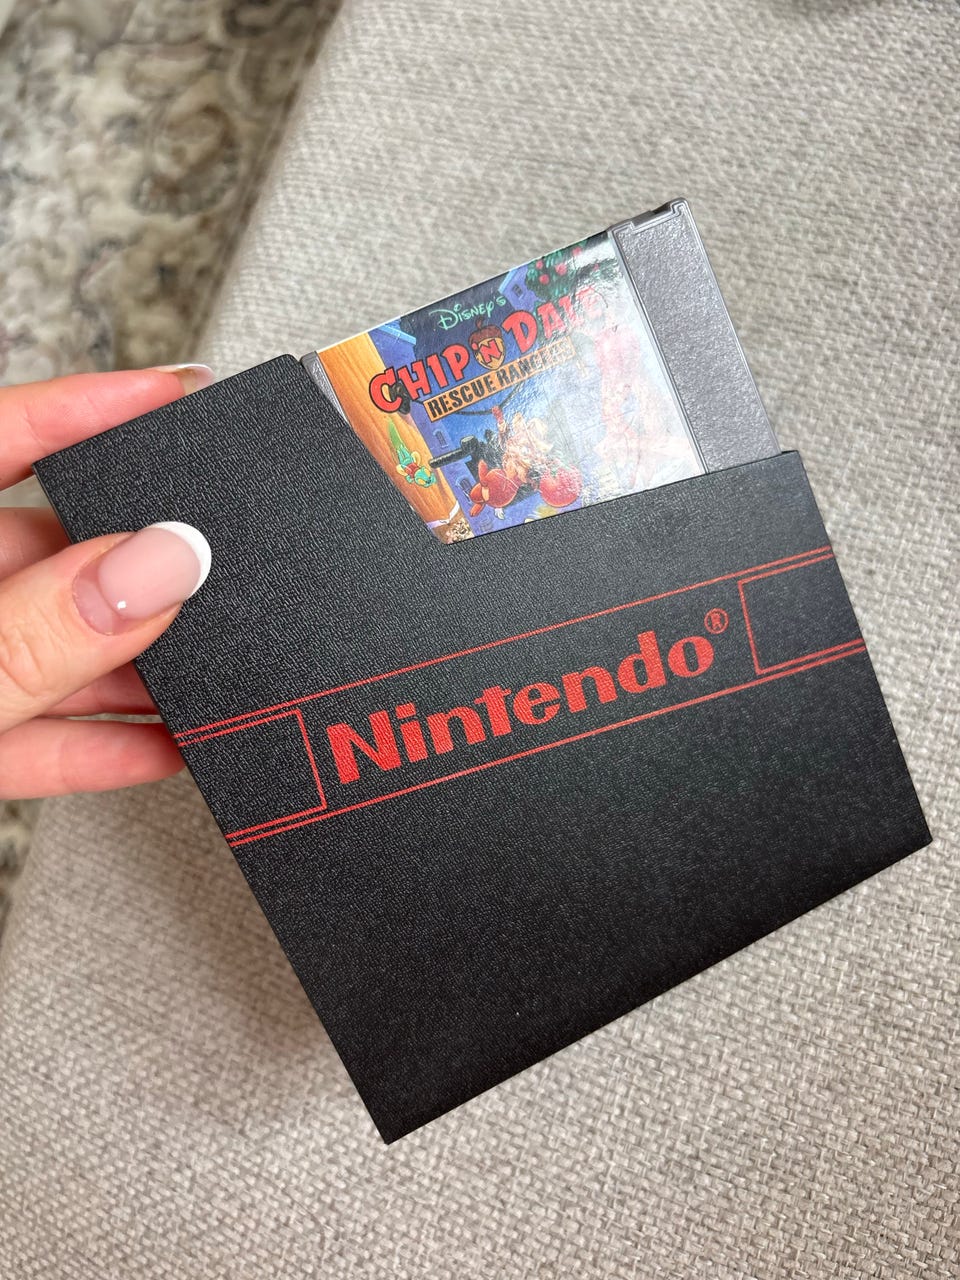 DISNEY'S
CHIP 'N DALE
RESCUE RANGERS
Nintendo®